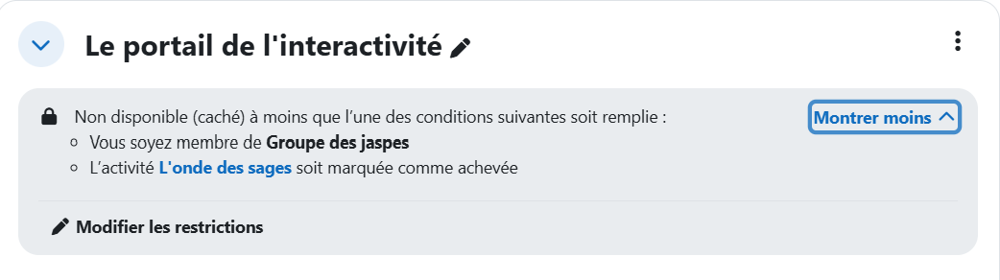 Le portail de l'interactivité
Non disponible (caché) à moins que l’une des conditions suivantes soit remplie :
Montrer moins
Vous soyez membre de Groupe des jaspes
L’activité L'onde des sages soit marquée comme achevée
Modifier les restrictions